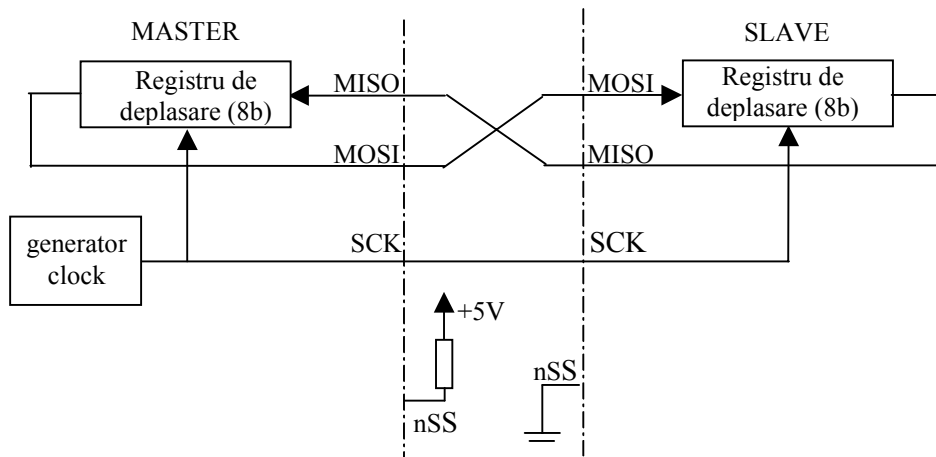 MASTER
SLAVE
Registru de
deplasare (8b)
MISO
MOSI
Registru de
deplasare (8b)
MOSI
MISO
generator
clock
SCK
SCK
+5V
nSS
nSS